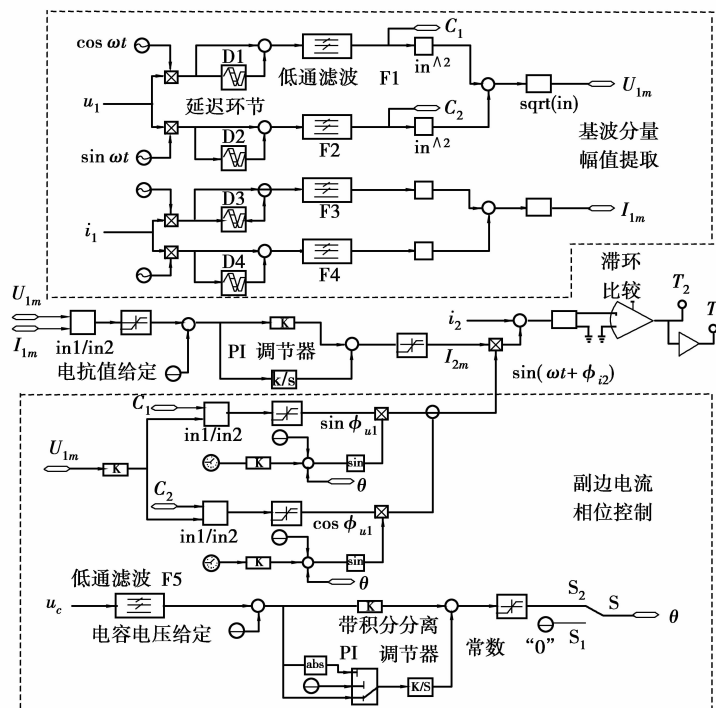 cos ωt
C₁
D1
低通滤波 F1
in∧2
u₁
延迟环节
sqrt(in)
U₁ₘ
C₂
D2
F2
in∧2
sin ωt
基波分量
幅值提取
D3
F3
i₁
I₁ₘ
D4
F4
滞环
比较
U₁ₘ
T₂
i₂
T
I₁ₘ
in1/in2
K
PI 调节器
I₂ₘ
电抗值给定
k/s
sin(ωt+ϕᵢ₂)
C₁
in1/in2
sin ϕᵤ₁
U₁ₘ
K
K
sin
θ
副边电流
相位控制
C₂
in1/in2
cos ϕᵤ₁
K
sin
θ
低通滤波 F5
u_c
K
S₂
S
θ
电容电压给定
带积分分离
PI 调节器
常数
“0”
S₁
abs
K/S